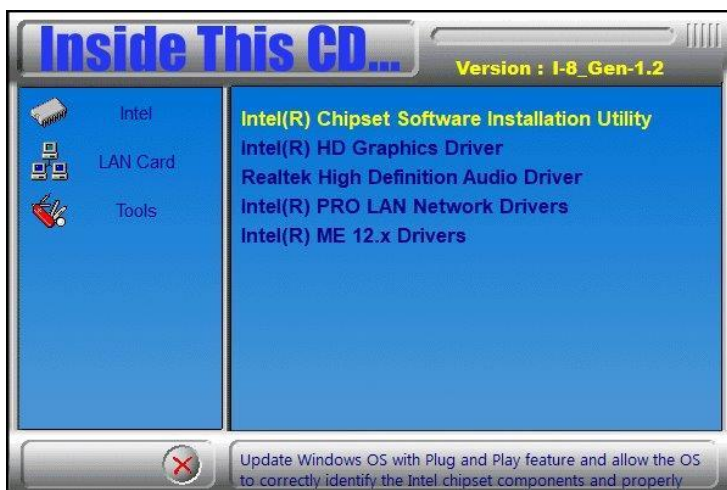 Inside This CD...
Version : I-8_Gen-1.2
Intel
LAN Card
Tools
Intel(R) Chipset Software Installation Utility
Intel(R) HD Graphics Driver
Realtek High Definition Audio Driver
Intel(R) PRO LAN Network Drivers
Intel(R) ME 12.x Drivers
Update Windows OS with Plug and Play feature and allow the OS
to correctly identify the Intel chipset components and properly